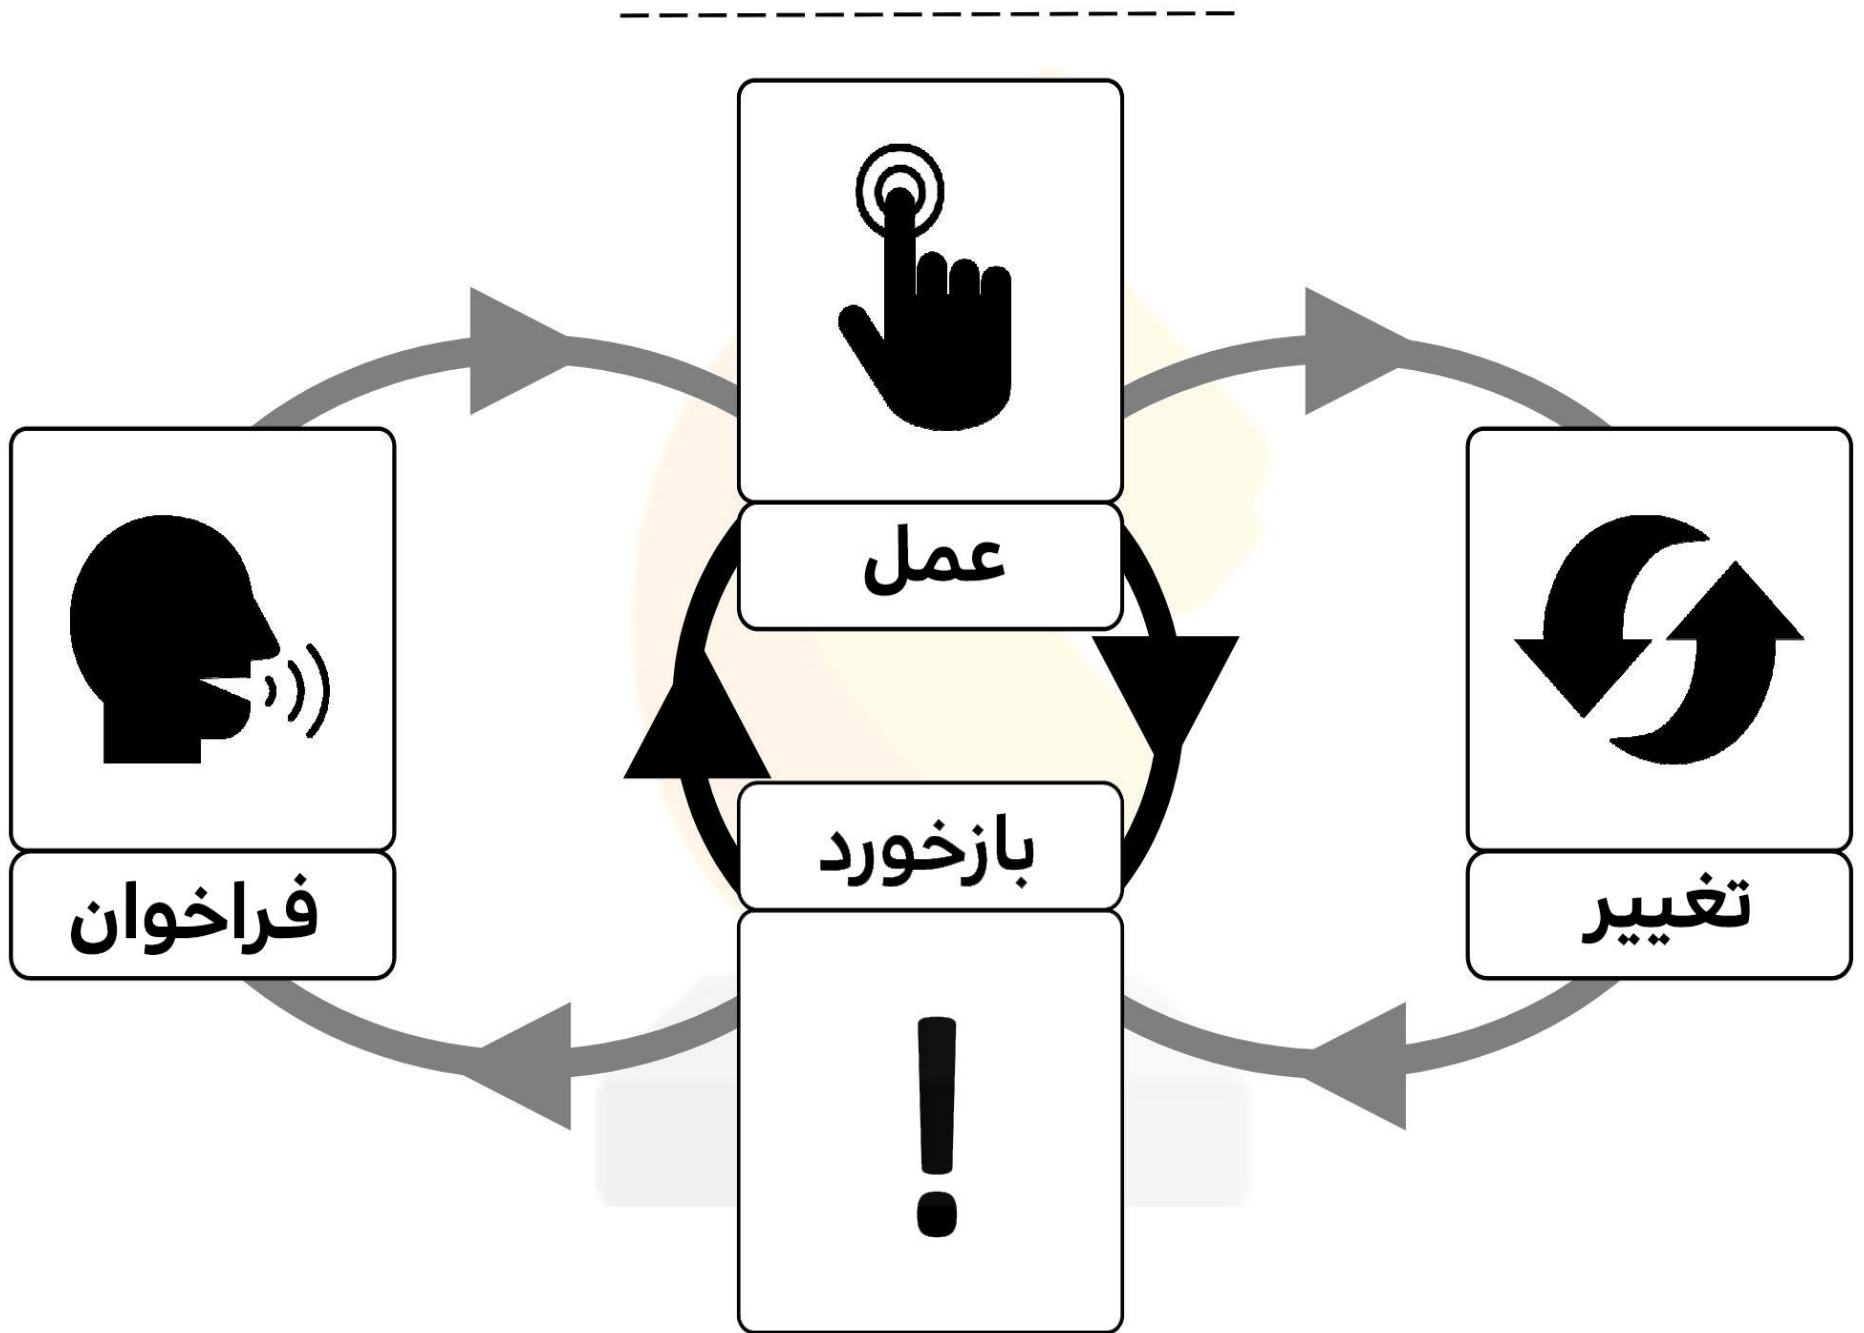 عمل
بازخورد
تغییر
فراخوان
!